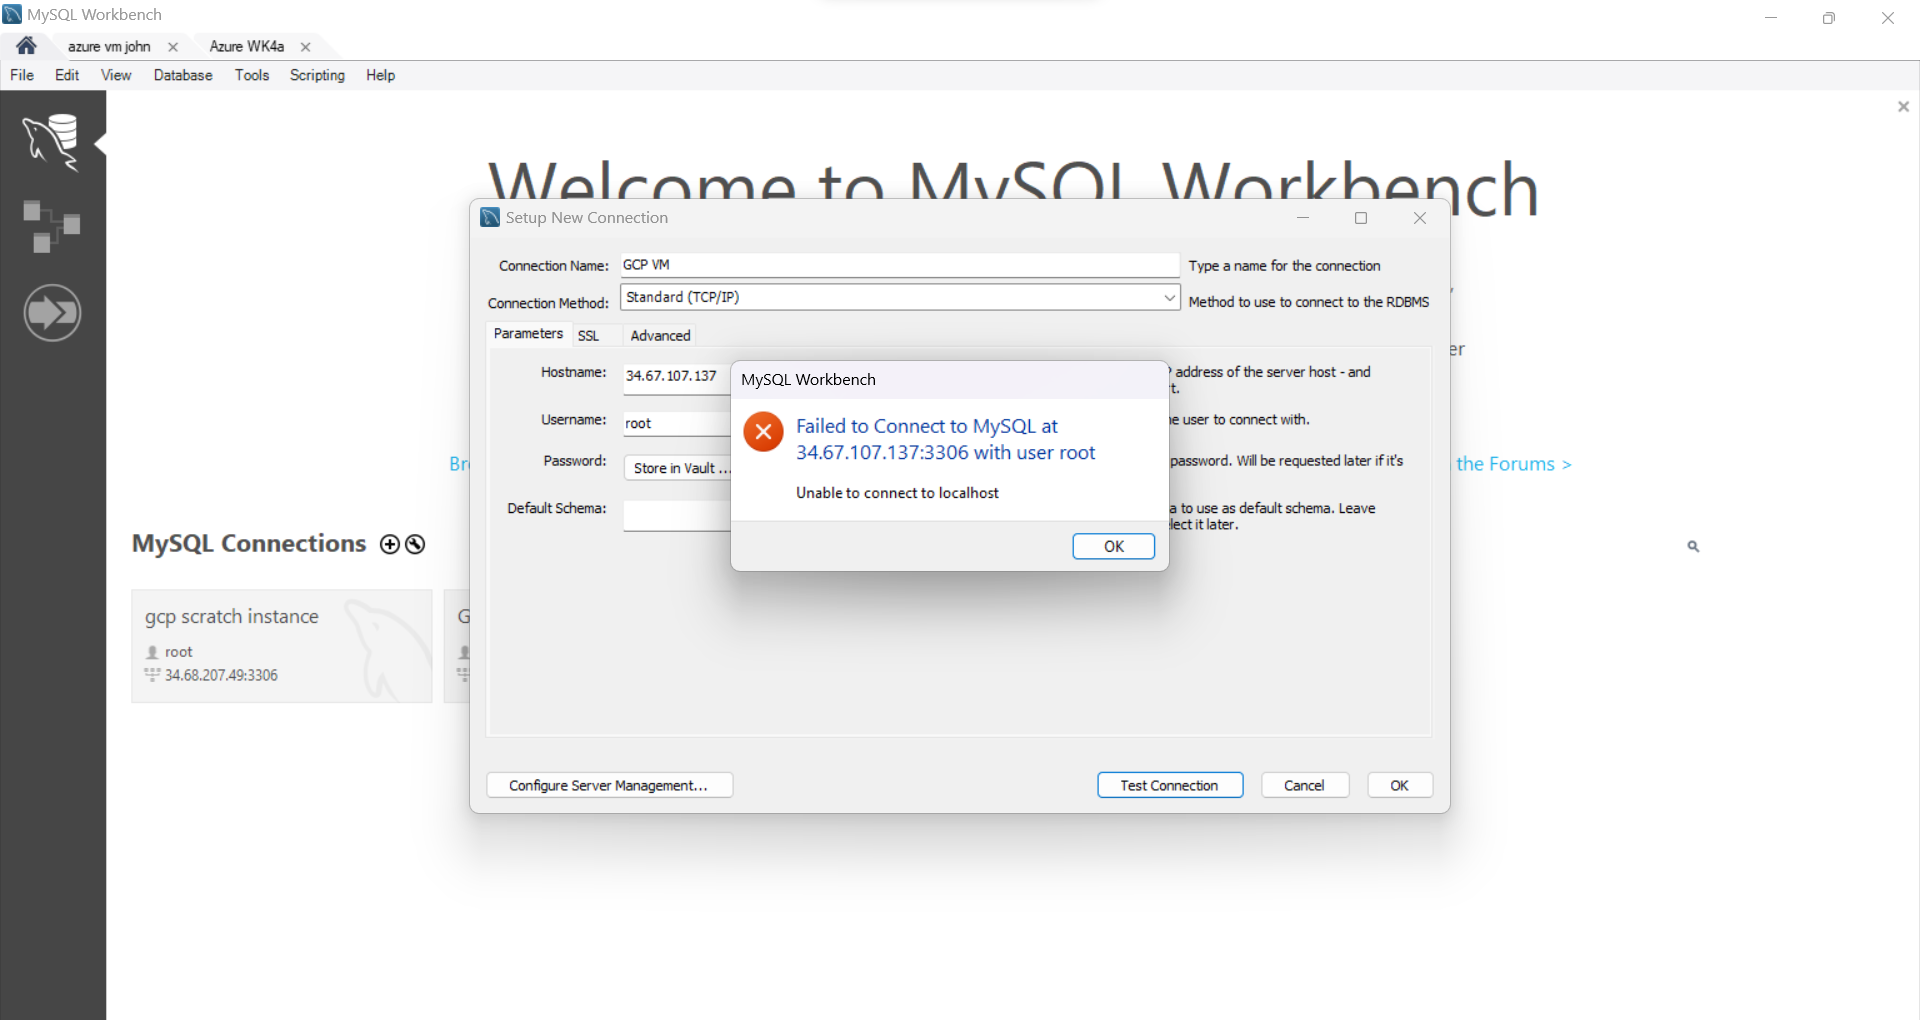 MySQL Workbench
azure vm john
Azure WK4a
File Edit View Database Tools Scripting Help
Welcome to MySQL Workbench
Setup New Connection
Connection Name: GCP VM Type a name for the connection
Connection Method: Standard (TCP/IP) Method to use to connect to the RDBMS
Parameters SSL Advanced
er
Hostname: 34.67.107.137 address of the server host - and
t.
Username: root user to connect with.
Password: Store in Vault ... password. Will be requested later if it's
Default Schema: a to use as default schema. Leave
lect it later.
MySQL Workbench
Failed to Connect to MySQL at
34.67.107.137:3306 with user root
Unable to connect to localhost
OK
Br
the Forums >
MySQL Connections
gcp scratch instance
root
34.68.207.49:3306
G
Configure Server Management... Test Connection Cancel OK